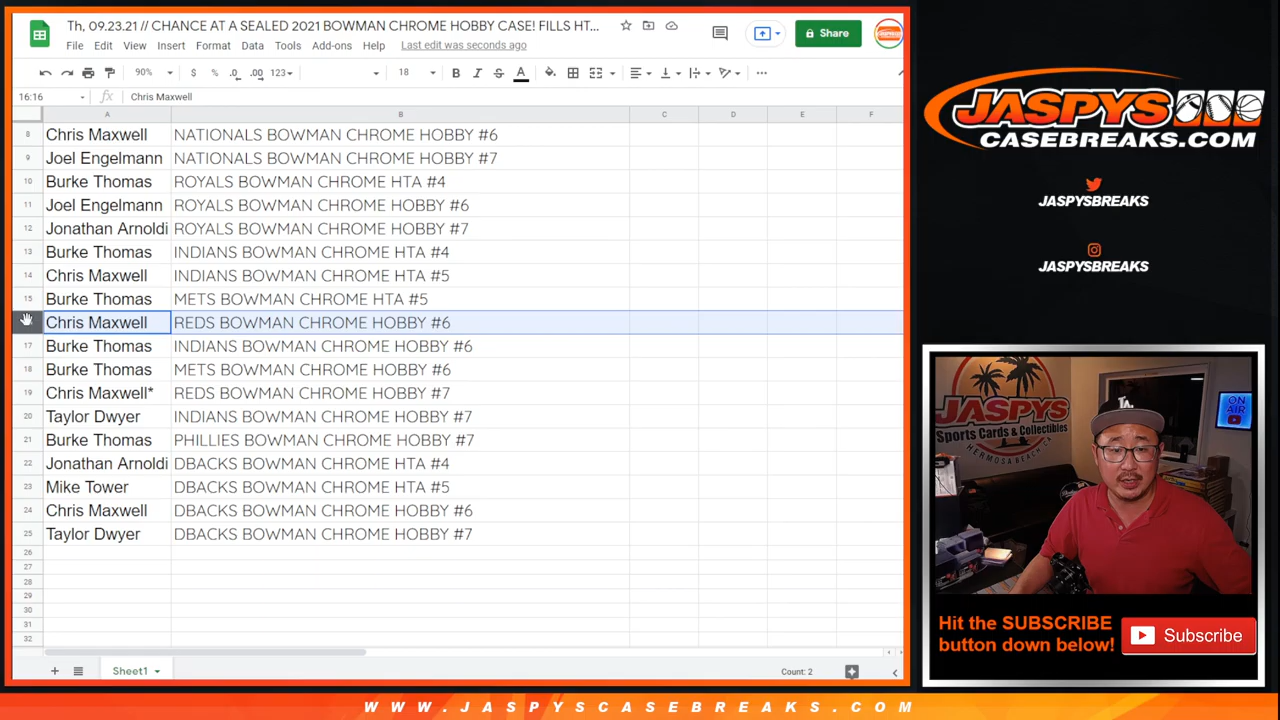 Th, 09.23.21 // CHANCE AT A SEALED 2021 BOWMAN CHROME HOBBY CASE! FILLS HT...
File Edit View Insert Format Data Tools Add-ons Help Last edit was seconds ago
Share
90% $ % .0 .00 123 18 B I S A
16:16 fx Chris Maxwell
A B C D E F
8 Chris Maxwell NATIONALS BOWMAN CHROME HOBBY #6
9 Joel Engelmann NATIONALS BOWMAN CHROME HOBBY #7
10 Burke Thomas ROYALS BOWMAN CHROME HTA #4
11 Joel Engelmann ROYALS BOWMAN CHROME HOBBY #6
12 Jonathan Arnoldi ROYALS BOWMAN CHROME HOBBY #7
13 Burke Thomas INDIANS BOWMAN CHROME HTA #4
14 Chris Maxwell INDIANS BOWMAN CHROME HTA #5
15 Burke Thomas METS BOWMAN CHROME HTA #5
Chris Maxwell REDS BOWMAN CHROME HOBBY #6
17 Burke Thomas INDIANS BOWMAN CHROME HOBBY #6
18 Burke Thomas METS BOWMAN CHROME HOBBY #6
19 Chris Maxwell* REDS BOWMAN CHROME HOBBY #7
20 Taylor Dwyer INDIANS BOWMAN CHROME HOBBY #7
21 Burke Thomas PHILLIES BOWMAN CHROME HOBBY #7
22 Jonathan Arnoldi DBACKS BOWMAN CHROME HTA #4
23 Mike Tower DBACKS BOWMAN CHROME HTA #5
24 Chris Maxwell DBACKS BOWMAN CHROME HOBBY #6
25 Taylor Dwyer DBACKS BOWMAN CHROME HOBBY #7
26
27
28
29
30
31
32
Sheet1 Count: 2
JASPYS
CASEBREAKS.COM
JASPYSBREAKS
JASPYSBREAKS
JASPYS
Sports Cards & Collectibles
HERMOSA BEACH CA
LA
ON
AIR
Hit the SUBSCRIBE
button down below!
Subscribe
WWW.JASPYSCASEBREAKS.COM